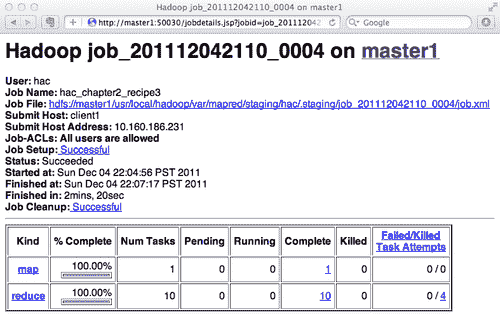 Hadoop job_201112042110_0004 on master1
http://master1:50030/jobdetails.jsp?jobid=job_20111204
Google
Hadoop job_201112042110_0004 on master1
User: hac
Job Name: hac_chapter2_recipe3
Job File: hdfs://master1/usr/local/hadoop/var/mapred/staging/hac/.staging/job_201112042110_0004/job.xml
Submit Host: client1
Submit Host Address: 10.160.186.231
Job-ACLs: All users are allowed
Job Setup: Successful
Status: Succeeded
Started at: Sun Dec 04 22:04:56 PST 2011
Finished at: Sun Dec 04 22:07:17 PST 2011
Finished in: 2mins, 20sec
Job Cleanup: Successful
Kind % Complete Num Tasks Pending Running Complete Killed Failed/Killed
Task Attempts
map 100.00% 1 0 0 1 0 0 / 0
reduce 100.00% 10 0 0 10 0 0 / 4